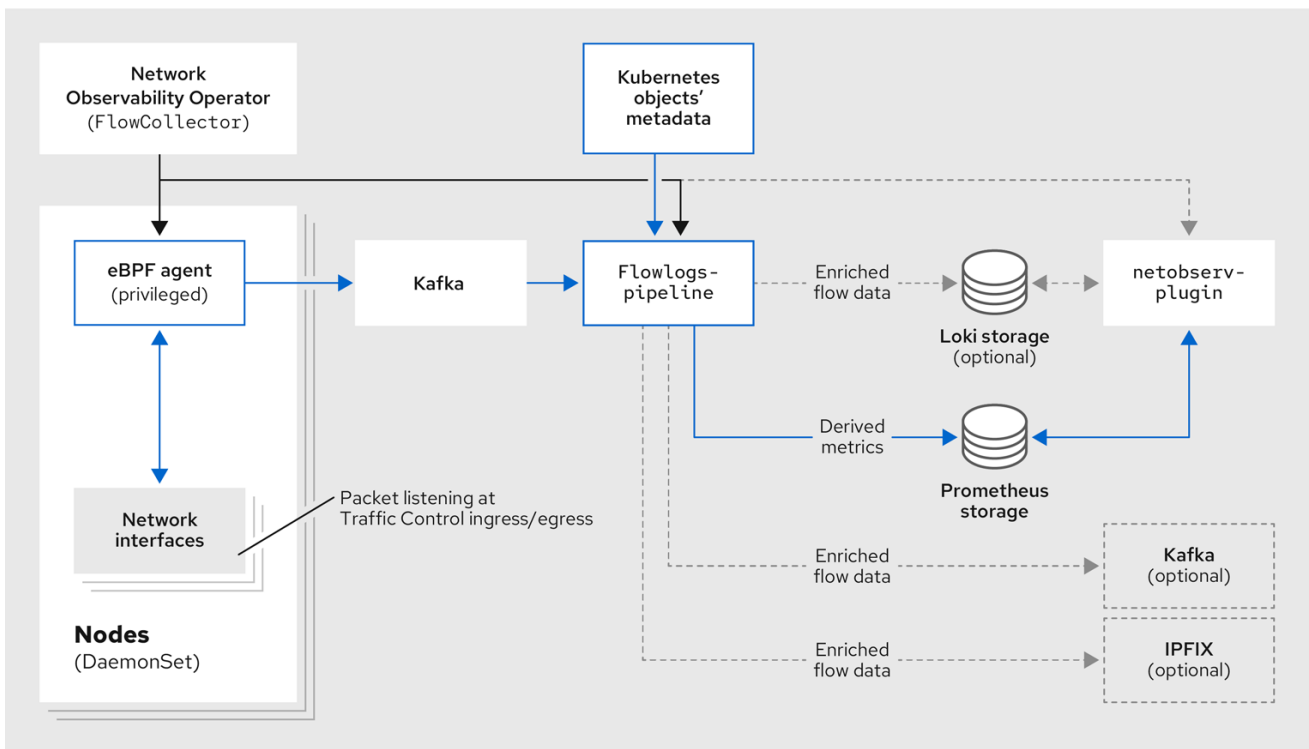 Network
Observability Operator
(FlowCollector)
Kubernetes
objects’
metadata
eBPF agent
(privileged)
Kafka
Flowlogs-
pipeline
Enriched
flow data
Loki storage
(optional)
netobserv-
plugin
Derived
metrics
Prometheus
storage
Network
interfaces
Packet listening at
Traffic Control ingress/egress
Enriched
flow data
Kafka
(optional)
Enriched
flow data
IPFIX
(optional)
Nodes
(DaemonSet)